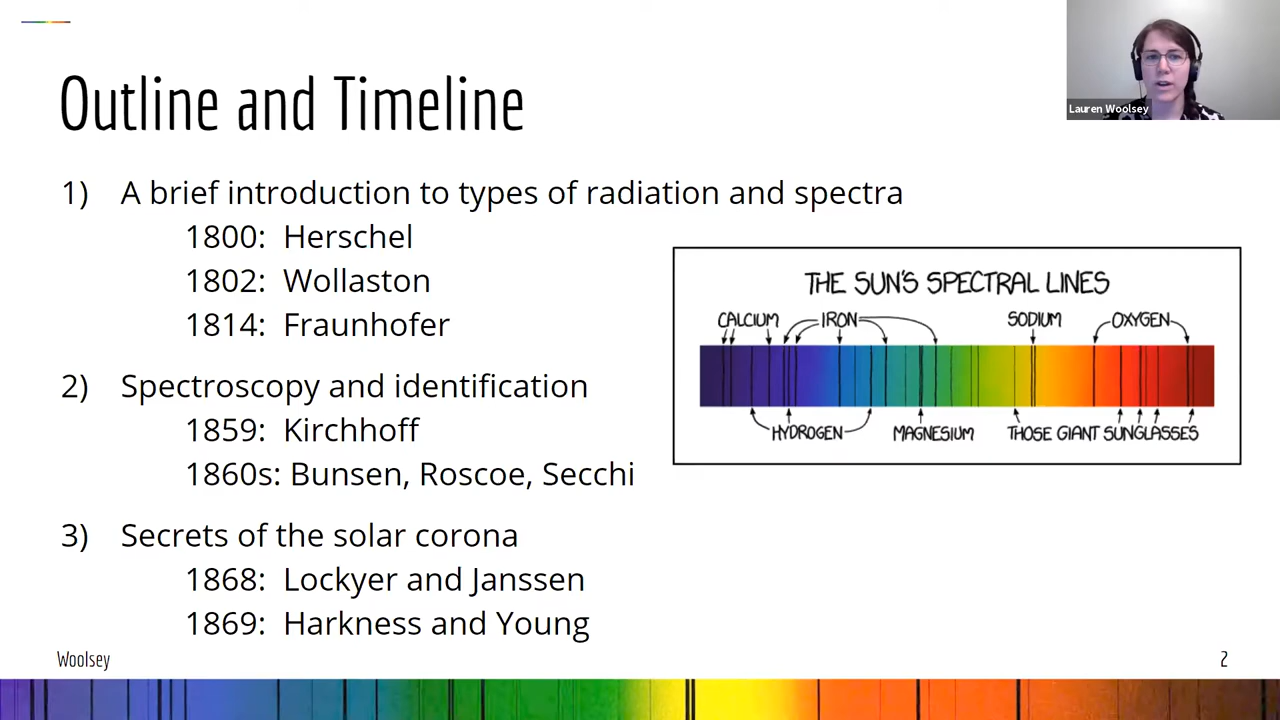 Outline and Timeline
Lauren Woolsey
1) A brief introduction to types of radiation and spectra
1800: Herschel
1802: Wollaston
1814: Fraunhofer
2) Spectroscopy and identification
1859: Kirchhoff
1860s: Bunsen, Roscoe, Secchi
3) Secrets of the solar corona
1868: Lockyer and Janssen
1869: Harkness and Young
THE SUN'S SPECTRAL LINES
CALCIUM IRON SODIUM OXYGEN
HYDROGEN MAGNESIUM THOSE GIANT SUNGLASSES
Woolsey
2